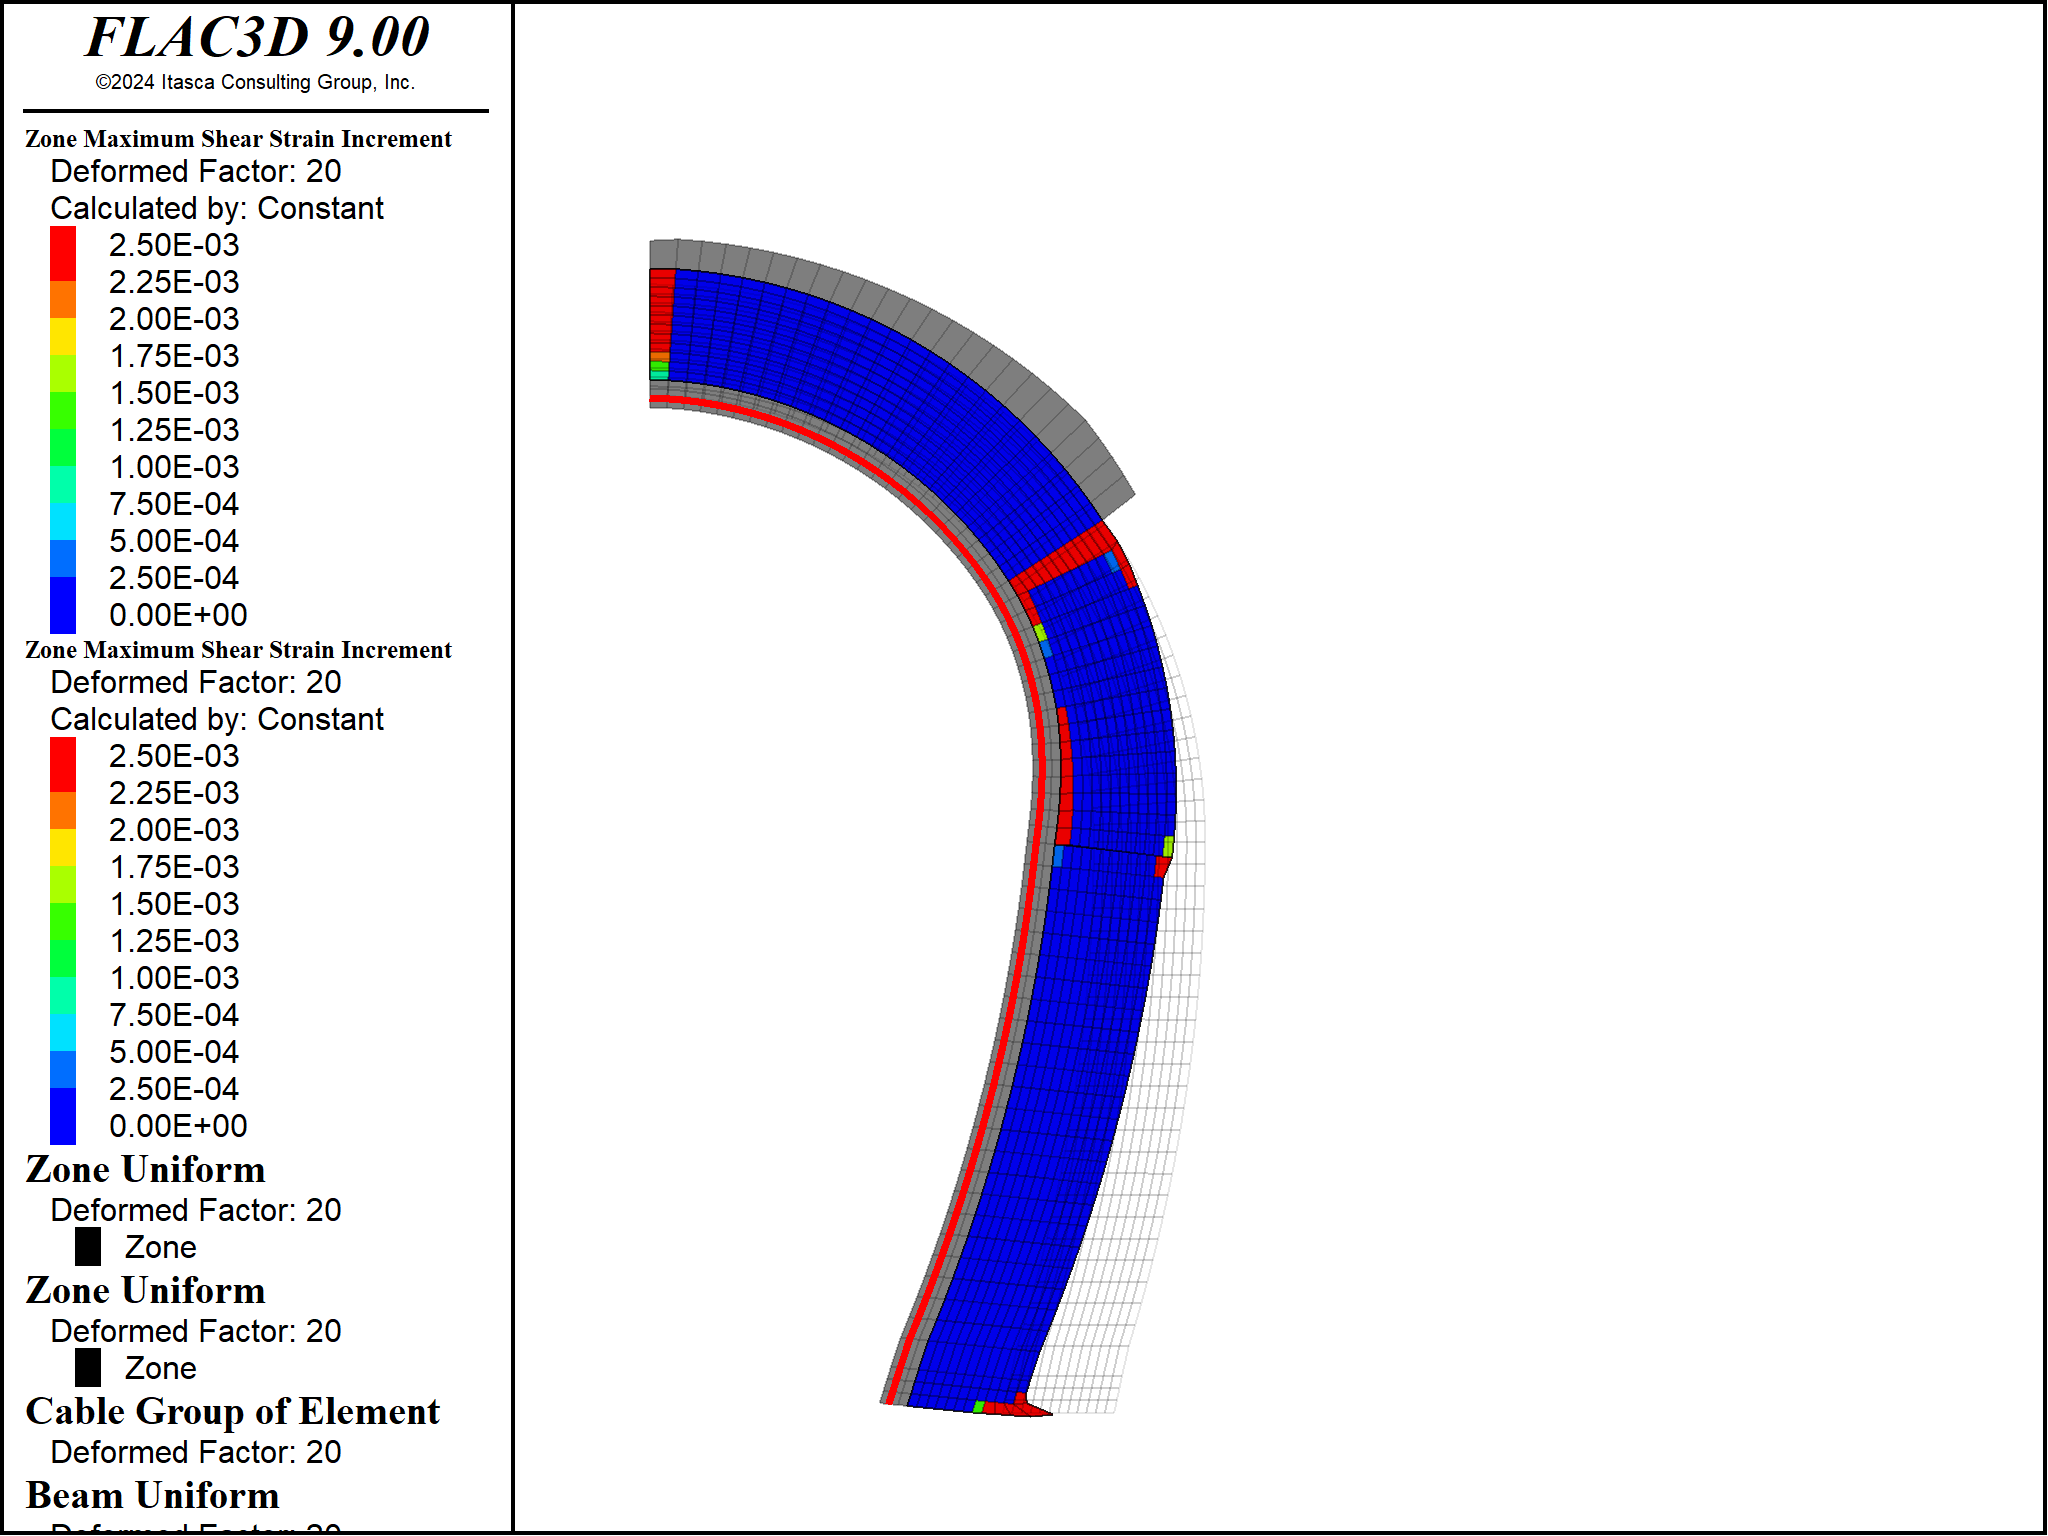 FLAC3D 9.00
©2024 Itasca Consulting Group, Inc.
Zone Maximum Shear Strain Increment
Deformed Factor: 20
Calculated by: Constant
2.50E-03
2.25E-03
2.00E-03
1.75E-03
1.50E-03
1.25E-03
1.00E-03
7.50E-04
5.00E-04
2.50E-04
0.00E+00
Zone Maximum Shear Strain Increment
Deformed Factor: 20
Calculated by: Constant
2.50E-03
2.25E-03
2.00E-03
1.75E-03
1.50E-03
1.25E-03
1.00E-03
7.50E-04
5.00E-04
2.50E-04
0.00E+00
Zone Uniform
Deformed Factor: 20
Zone
Zone Uniform
Deformed Factor: 20
Zone
Cable Group of Element
Deformed Factor: 20
Beam Uniform
Deformed Factor: 20